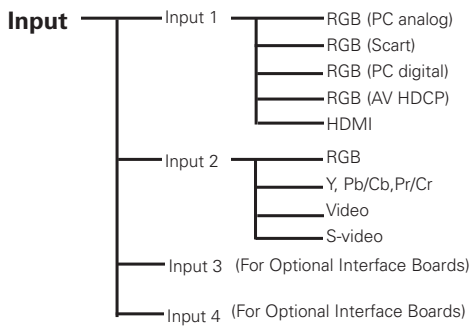 Input
Input 1
RGB (PC analog)
RGB (Scart)
RGB (PC digital)
RGB (AV HDCP)
HDMI
Input 2
RGB
Y, Pb/Cb,Pr/Cr
Video
S-video
Input 3 (For Optional Interface Boards)
Input 4 (For Optional Interface Boards)